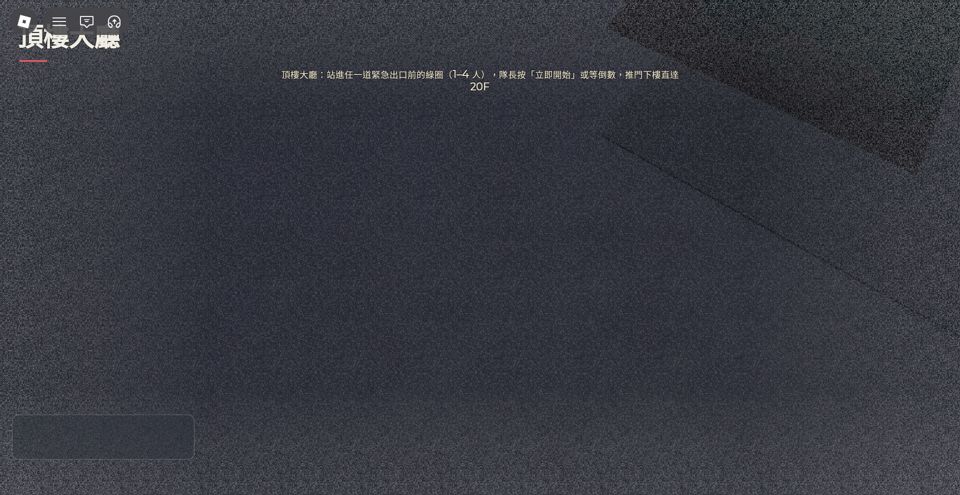 頂樓大廳
頂樓大廳：站進任一道緊急出口前的綠圈（1–4 人），隊長按「立即開始」或等倒數，推門下樓直達
20F